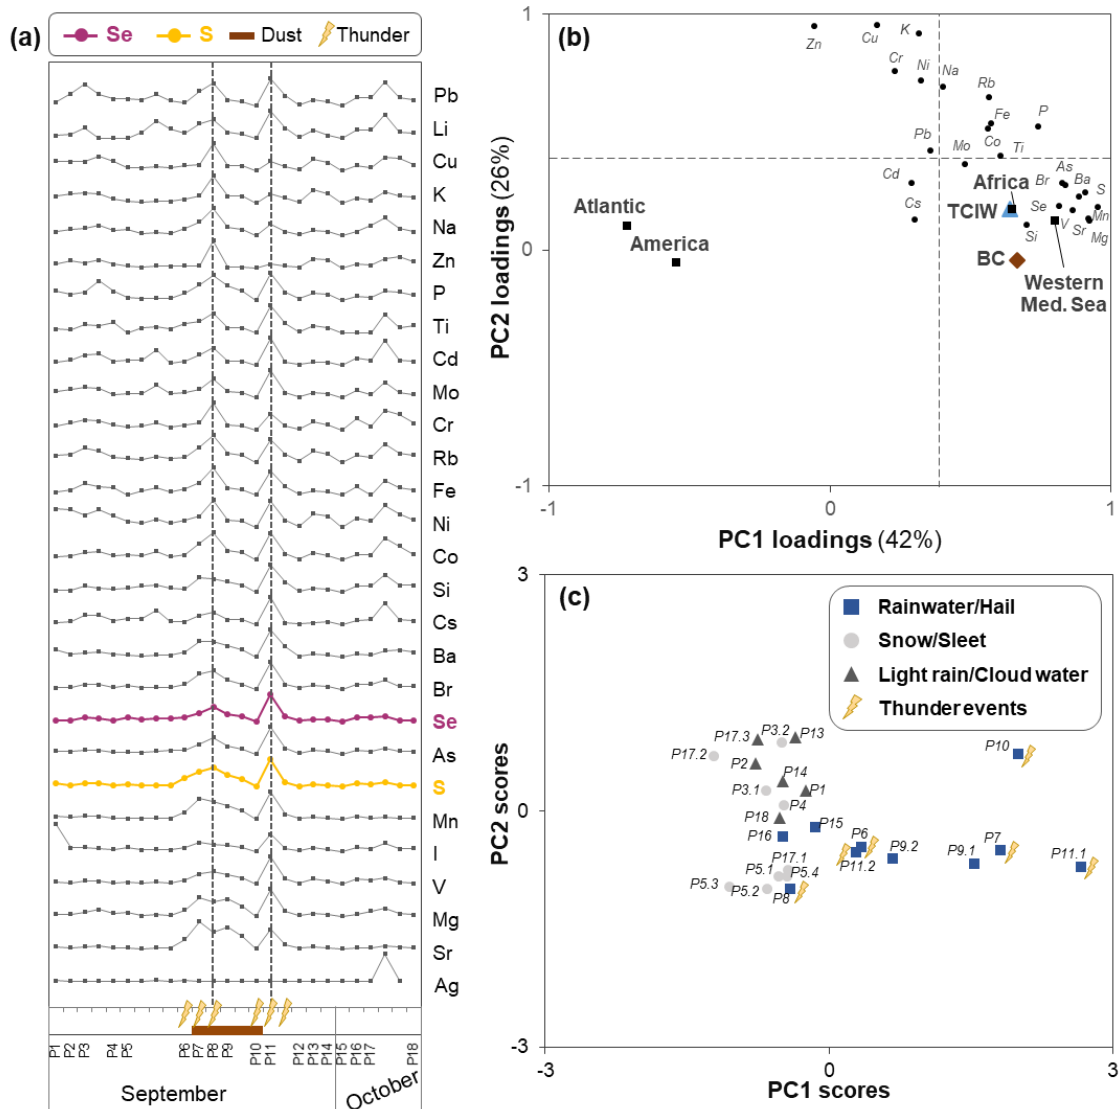 (a)
Se
S
Dust
Thunder
Pb
Li
Cu
K
Na
Zn
P
Ti
Cd
Mo
Cr
Rb
Fe
Ni
Co
Si
Cs
Ba
Br
Se
As
S
Mn
I
V
Mg
Sr
Ag
P1
P2
P3
P4
P5
P6
P7
P8
P9
P10
P11
P12
P13
P14
P15
P16
P17
P18
September
October
(b)
1
0
-1
-1
0
1
PC2 loadings (26%)
PC1 loadings (42%)
Zn
Cu
K
Cr
Ni
Na
Rb
Fe
P
Pb
Co
Mo
Ti
Cd
Cs
As
Br
Ba
S
Se
Mn
V
Sr
Mg
Si
Africa
TCIW
BC
Western
Med. Sea
Atlantic
America
(c)
3
0
-3
-3
0
3
PC2 scores
PC1 scores
Rainwater/Hail
Snow/Sleet
Light rain/Cloud water
Thunder events
P17.3
P3.2
P13
P17.2
P2
P14
P3.1
P1
P4
P18
P15
P16
P6
P11.2
P9.2
P10
P7
P9.1
P11.1
P17.1
P5.1
P5.4
P5.3
P5.2
P8